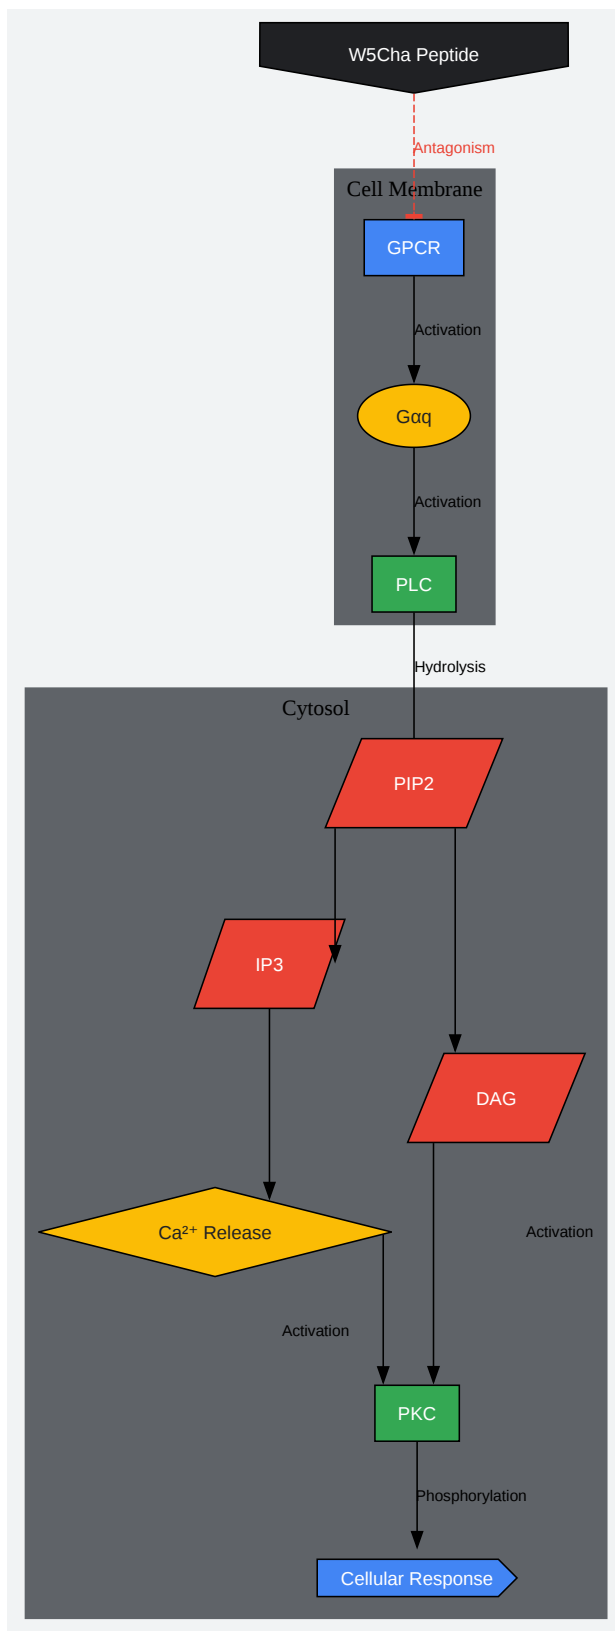 W5Cha Peptide
Antagonism
Cell Membrane
GPCR
Activation
Gαq
Activation
PLC
Hydrolysis
Cytosol
PIP2
IP3
DAG
Ca²⁺ Release
Activation
Activation
PKC
Phosphorylation
Cellular Response